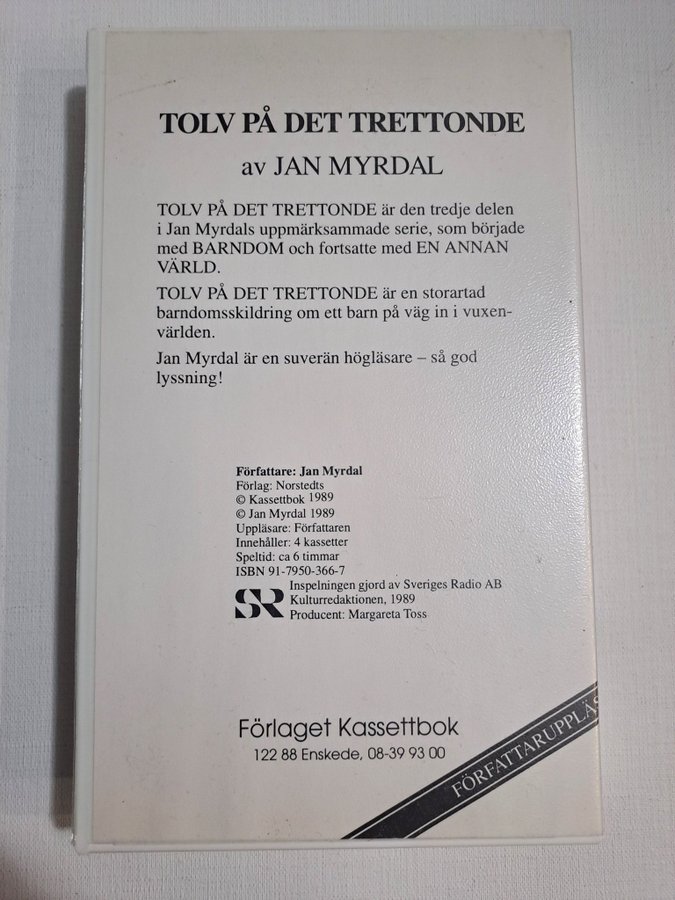 TOLV PÅ DET TRETTONDE
av JAN MYRDAL
TOLV PÅ DET TRETTONDE är den tredje delen
i Jan Myrdals uppmärksammade serie, som började
med BARNDOM och fortsatte med EN ANNAN
VÄRLD.
TOLV PÅ DET TRETTONDE är en storartad
barndomsskildring om ett barn på väg in i vuxen-
världen.
Jan Myrdal är en suverän högläsare – så god
lyssning!
Författare: Jan Myrdal
Förlag: Norstedts
© Kassettbok 1989
© Jan Myrdal 1989
Uppläsare: Författaren
Innehåller: 4 kassetter
Speltid: ca 6 timmar
ISBN 91-7950-366-7
SR
Inspelningen gjord av Sveriges Radio AB
Kulturredaktionen, 1989
Producent: Margareta Toss
Förlaget Kassettbok
122 88 Enskede, 08-39 93 00
FÖRFATTARUPPLÄS